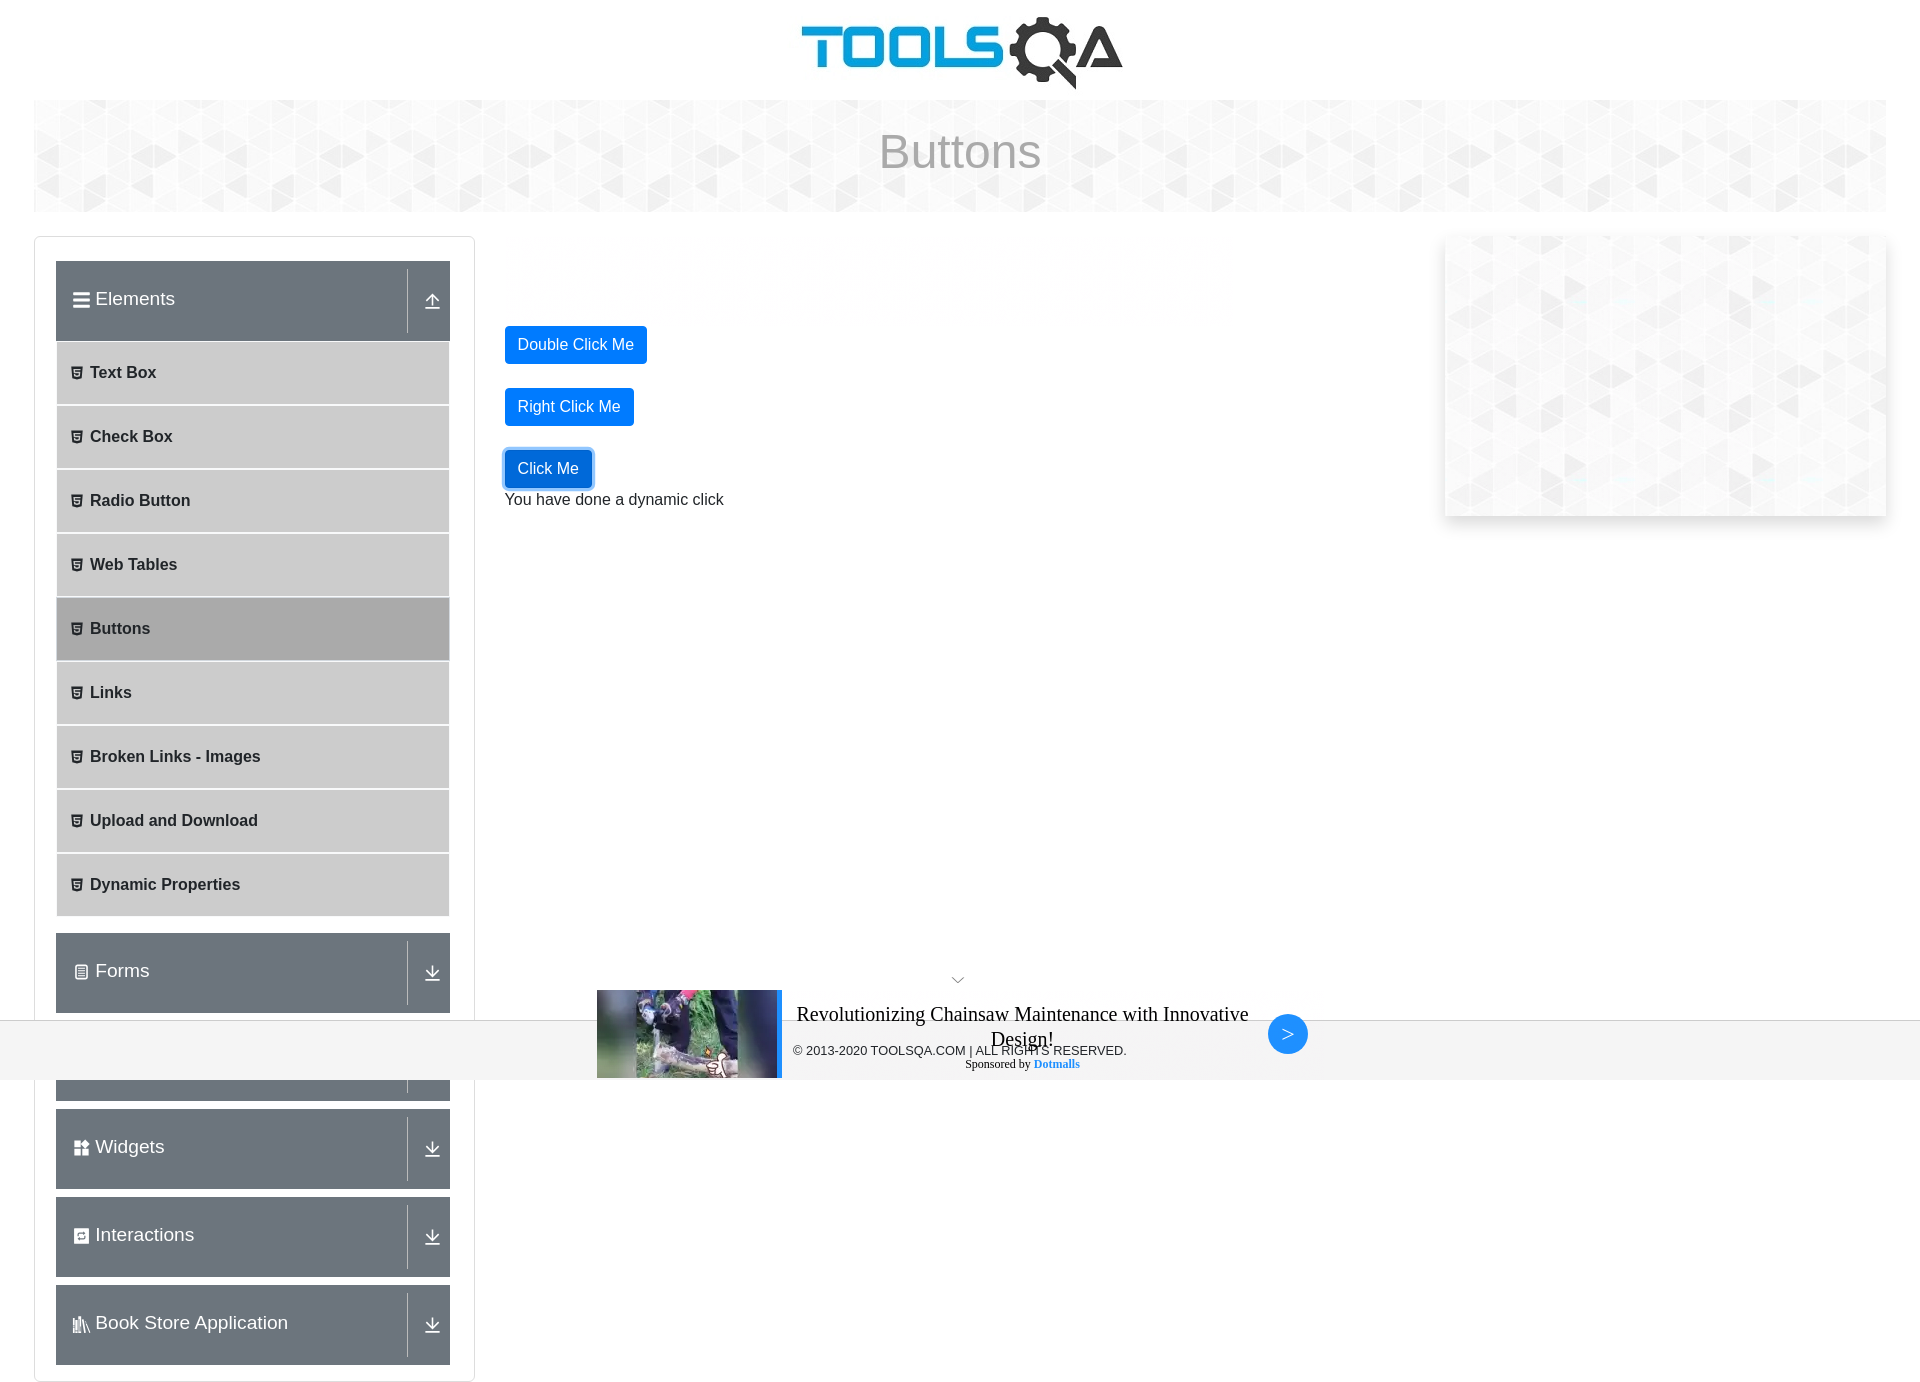 TOOLSQA
Buttons
Elements
Text Box
Check Box
Radio Button
Web Tables
Buttons
Links
Broken Links - Images
Upload and Download
Dynamic Properties
Forms
Widgets
Interactions
Book Store Application
Double Click Me
Right Click Me
Click Me
You have done a dynamic click
Revolutionizing Chainsaw Maintenance with Innovative
Design!
© 2013-2020 TOOLSQA.COM | ALL RIGHTS RESERVED.
Sponsored by Dotmalls
>